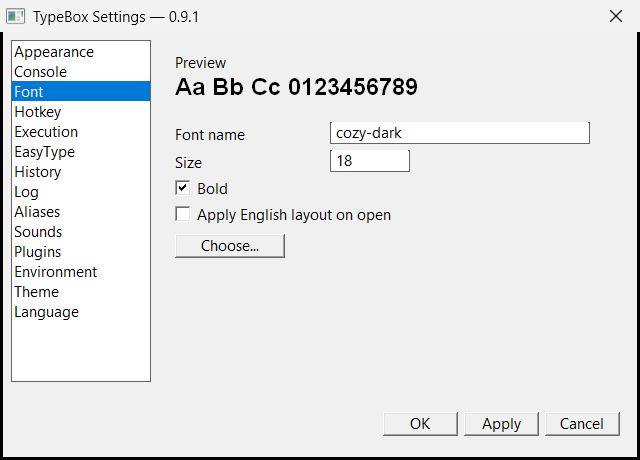 TypeBox Settings — 0.9.1
Appearance
Console
Font
Hotkey
Execution
EasyType
History
Log
Aliases
Sounds
Plugins
Environment
Theme
Language
Preview
Aa Bb Cc 0123456789
Font name cozy-dark
Size 18
Bold
Apply English layout on open
Choose...
OK Apply Cancel